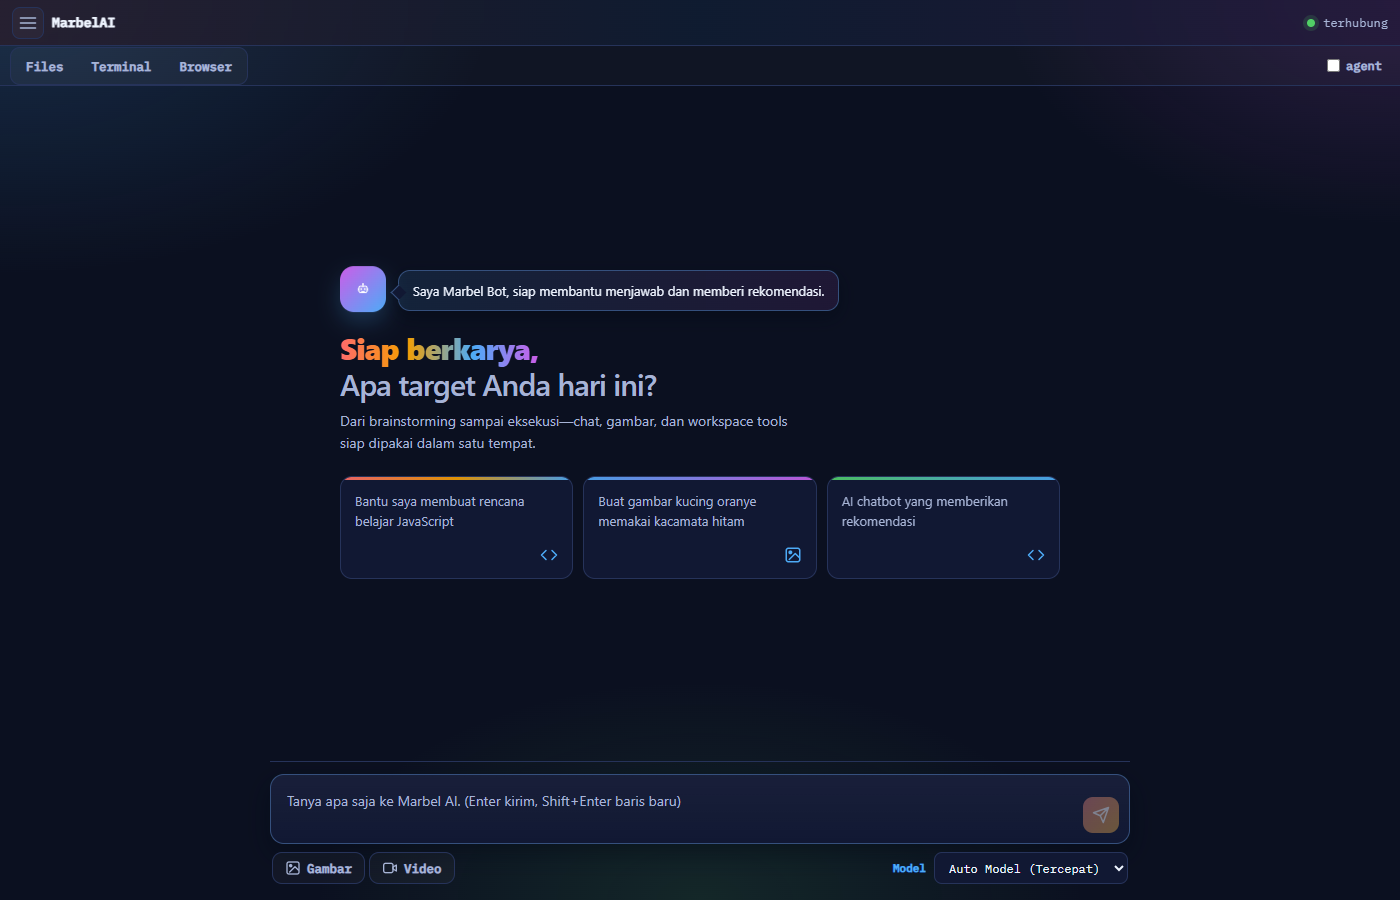 MarbelAI
terhubung
Files Terminal Browser
agent
Saya Marbel Bot, siap membantu menjawab dan memberi rekomendasi.
Siap berkarya,
Apa target Anda hari ini?
Dari brainstorming sampai eksekusi—chat, gambar, dan workspace tools
siap dipakai dalam satu tempat.
Bantu saya membuat rencana
belajar JavaScript
Buat gambar kucing oranye
memakai kacamata hitam
AI chatbot yang memberikan
rekomendasi
Tanya apa saja ke Marbel AI. (Enter kirim, Shift+Enter baris baru)
Gambar Video
Model Auto Model (Tercepat)